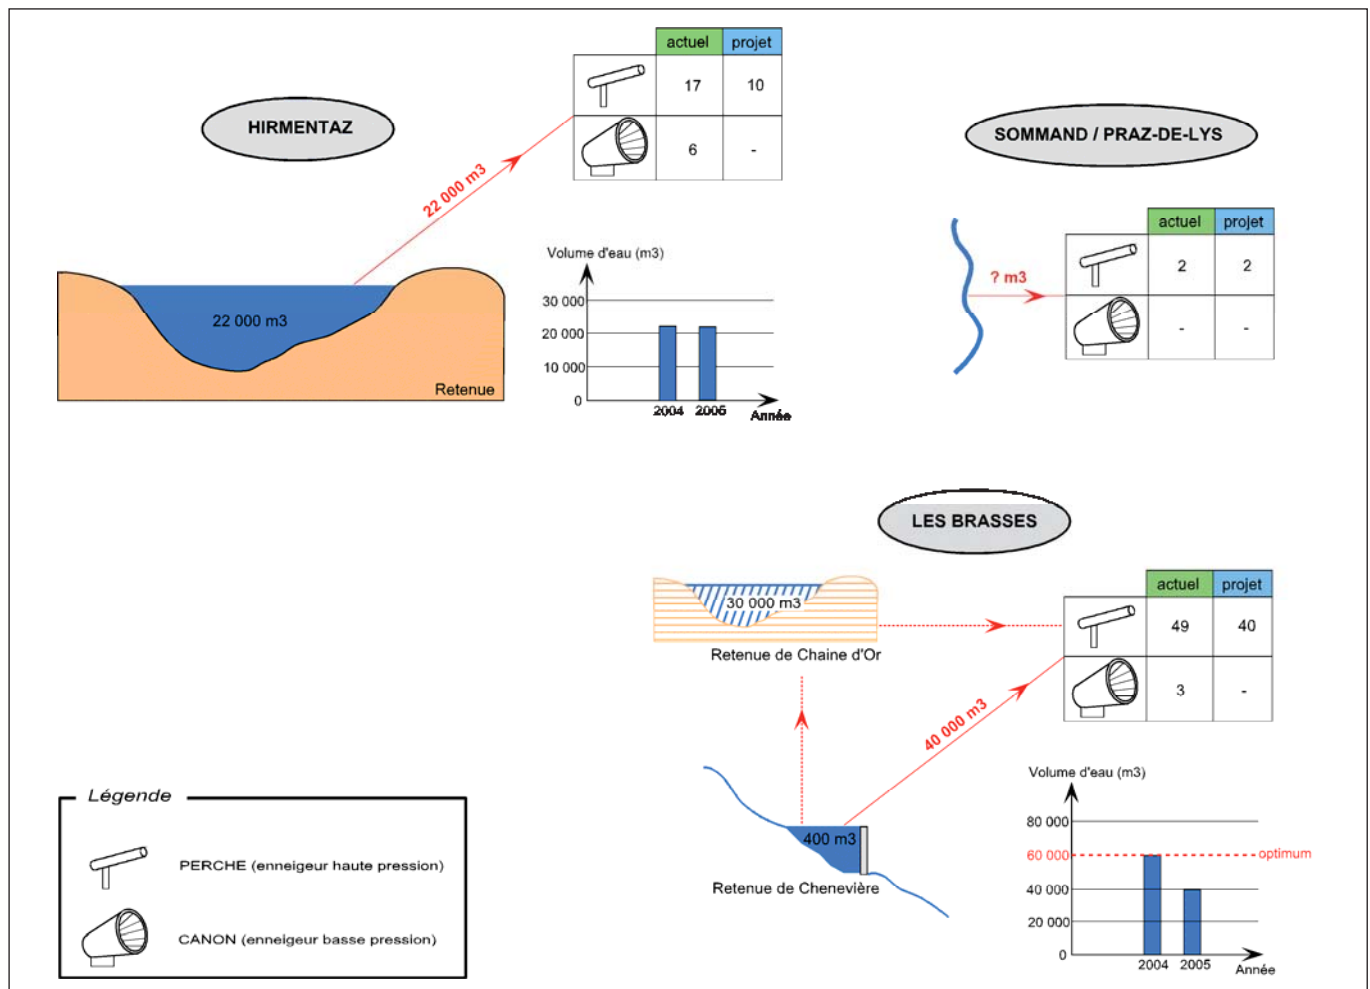 HIRMENTAZ
actuel projet
17 10
6 -
22 000 m3
22 000 m3
Retenue
Volume d'eau (m3)
30 000
20 000
10 000
0
2004 2005 Année
SOMMAND / PRAZ-DE-LYS
actuel projet
2 2
- -
? m3
LES BRASSES
actuel projet
49 40
3 -
30 000 m3
Retenue de Chaine d'Or
40 000 m3
400 m3
Retenue de Chenevière
Volume d'eau (m3)
80 000
60 000 optimum
40 000
20 000
0
2004 2005 Année
Légende
PERCHE (enneigeur haute pression)
CANON (enneigeur basse pression)